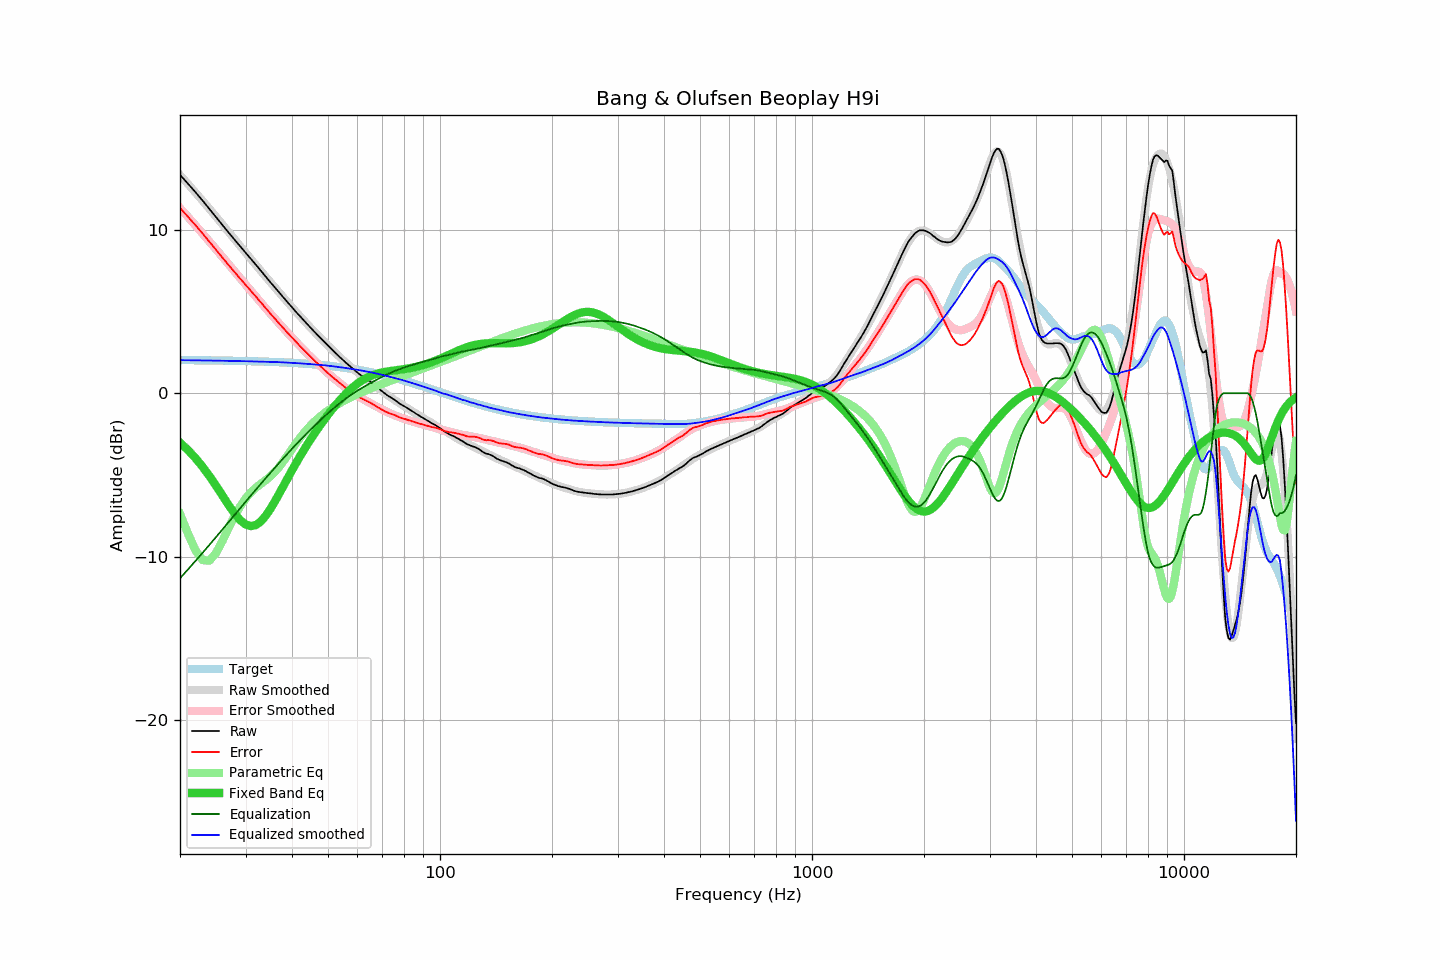 Bang & Olufsen Beoplay H9i
10
0
−10
−20
Amplitude (dBr)
Target
Raw Smoothed
Error Smoothed
Raw
Error
Parametric Eq
Fixed Band Eq
Equalization
Equalized smoothed
100
1000
10000
Frequency (Hz)